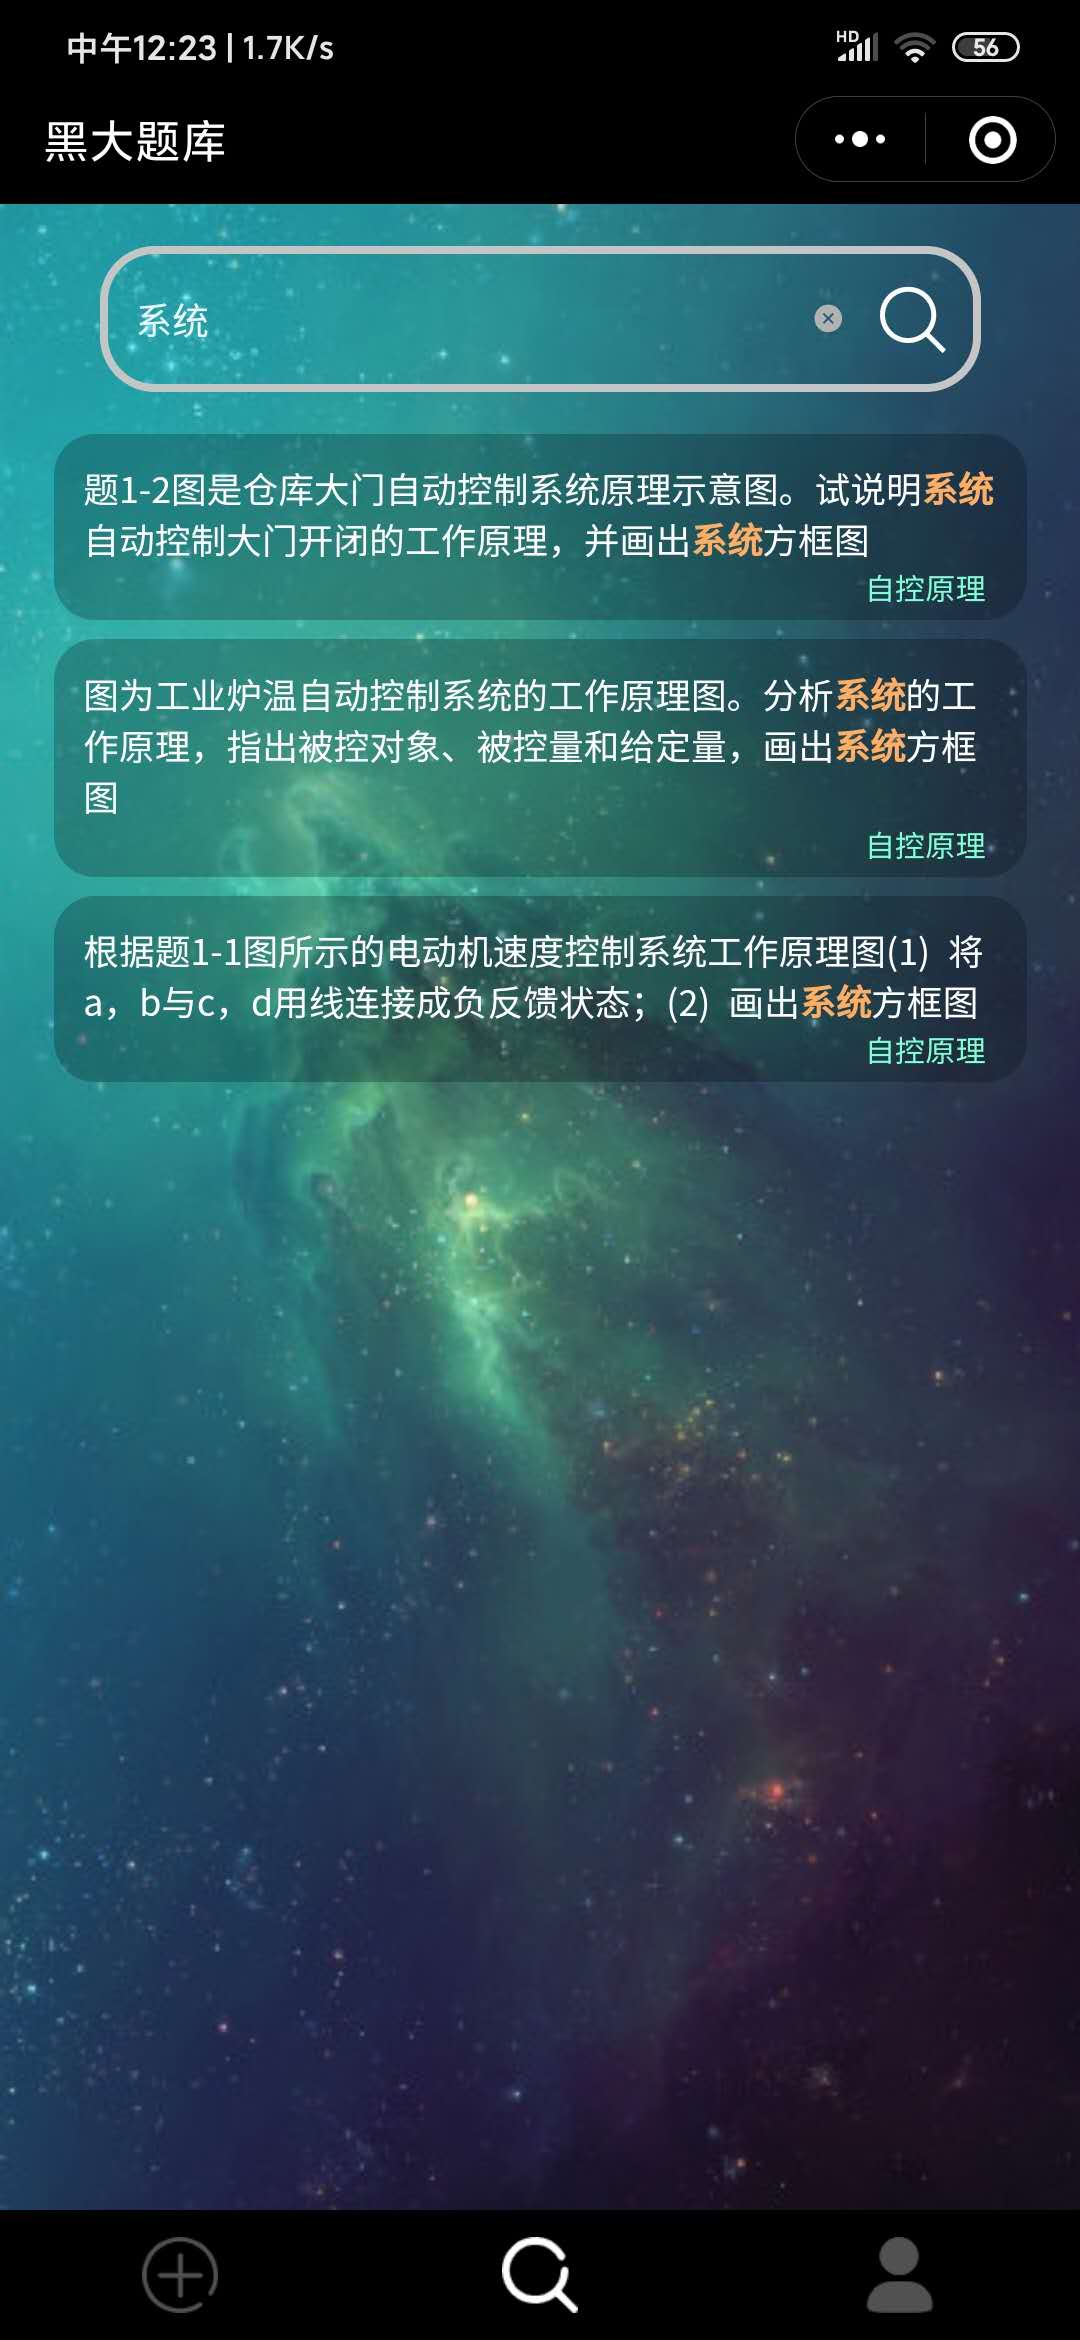 中午12:23 | 1.7K/s
HD
56
黑大题库
系统
题1-2图是仓库大门自动控制系统原理示意图。试说明系统
自动控制大门开闭的工作原理，并画出系统方框图
自控原理
图为工业炉温自动控制系统的工作原理图。分析系统的工
作原理，指出被控对象、被控量和给定量，画出系统方框
图
自控原理
根据题1-1图所示的电动机速度控制系统工作原理图(1) 将
a，b与c，d用线连接成负反馈状态；(2) 画出系统方框图
自控原理